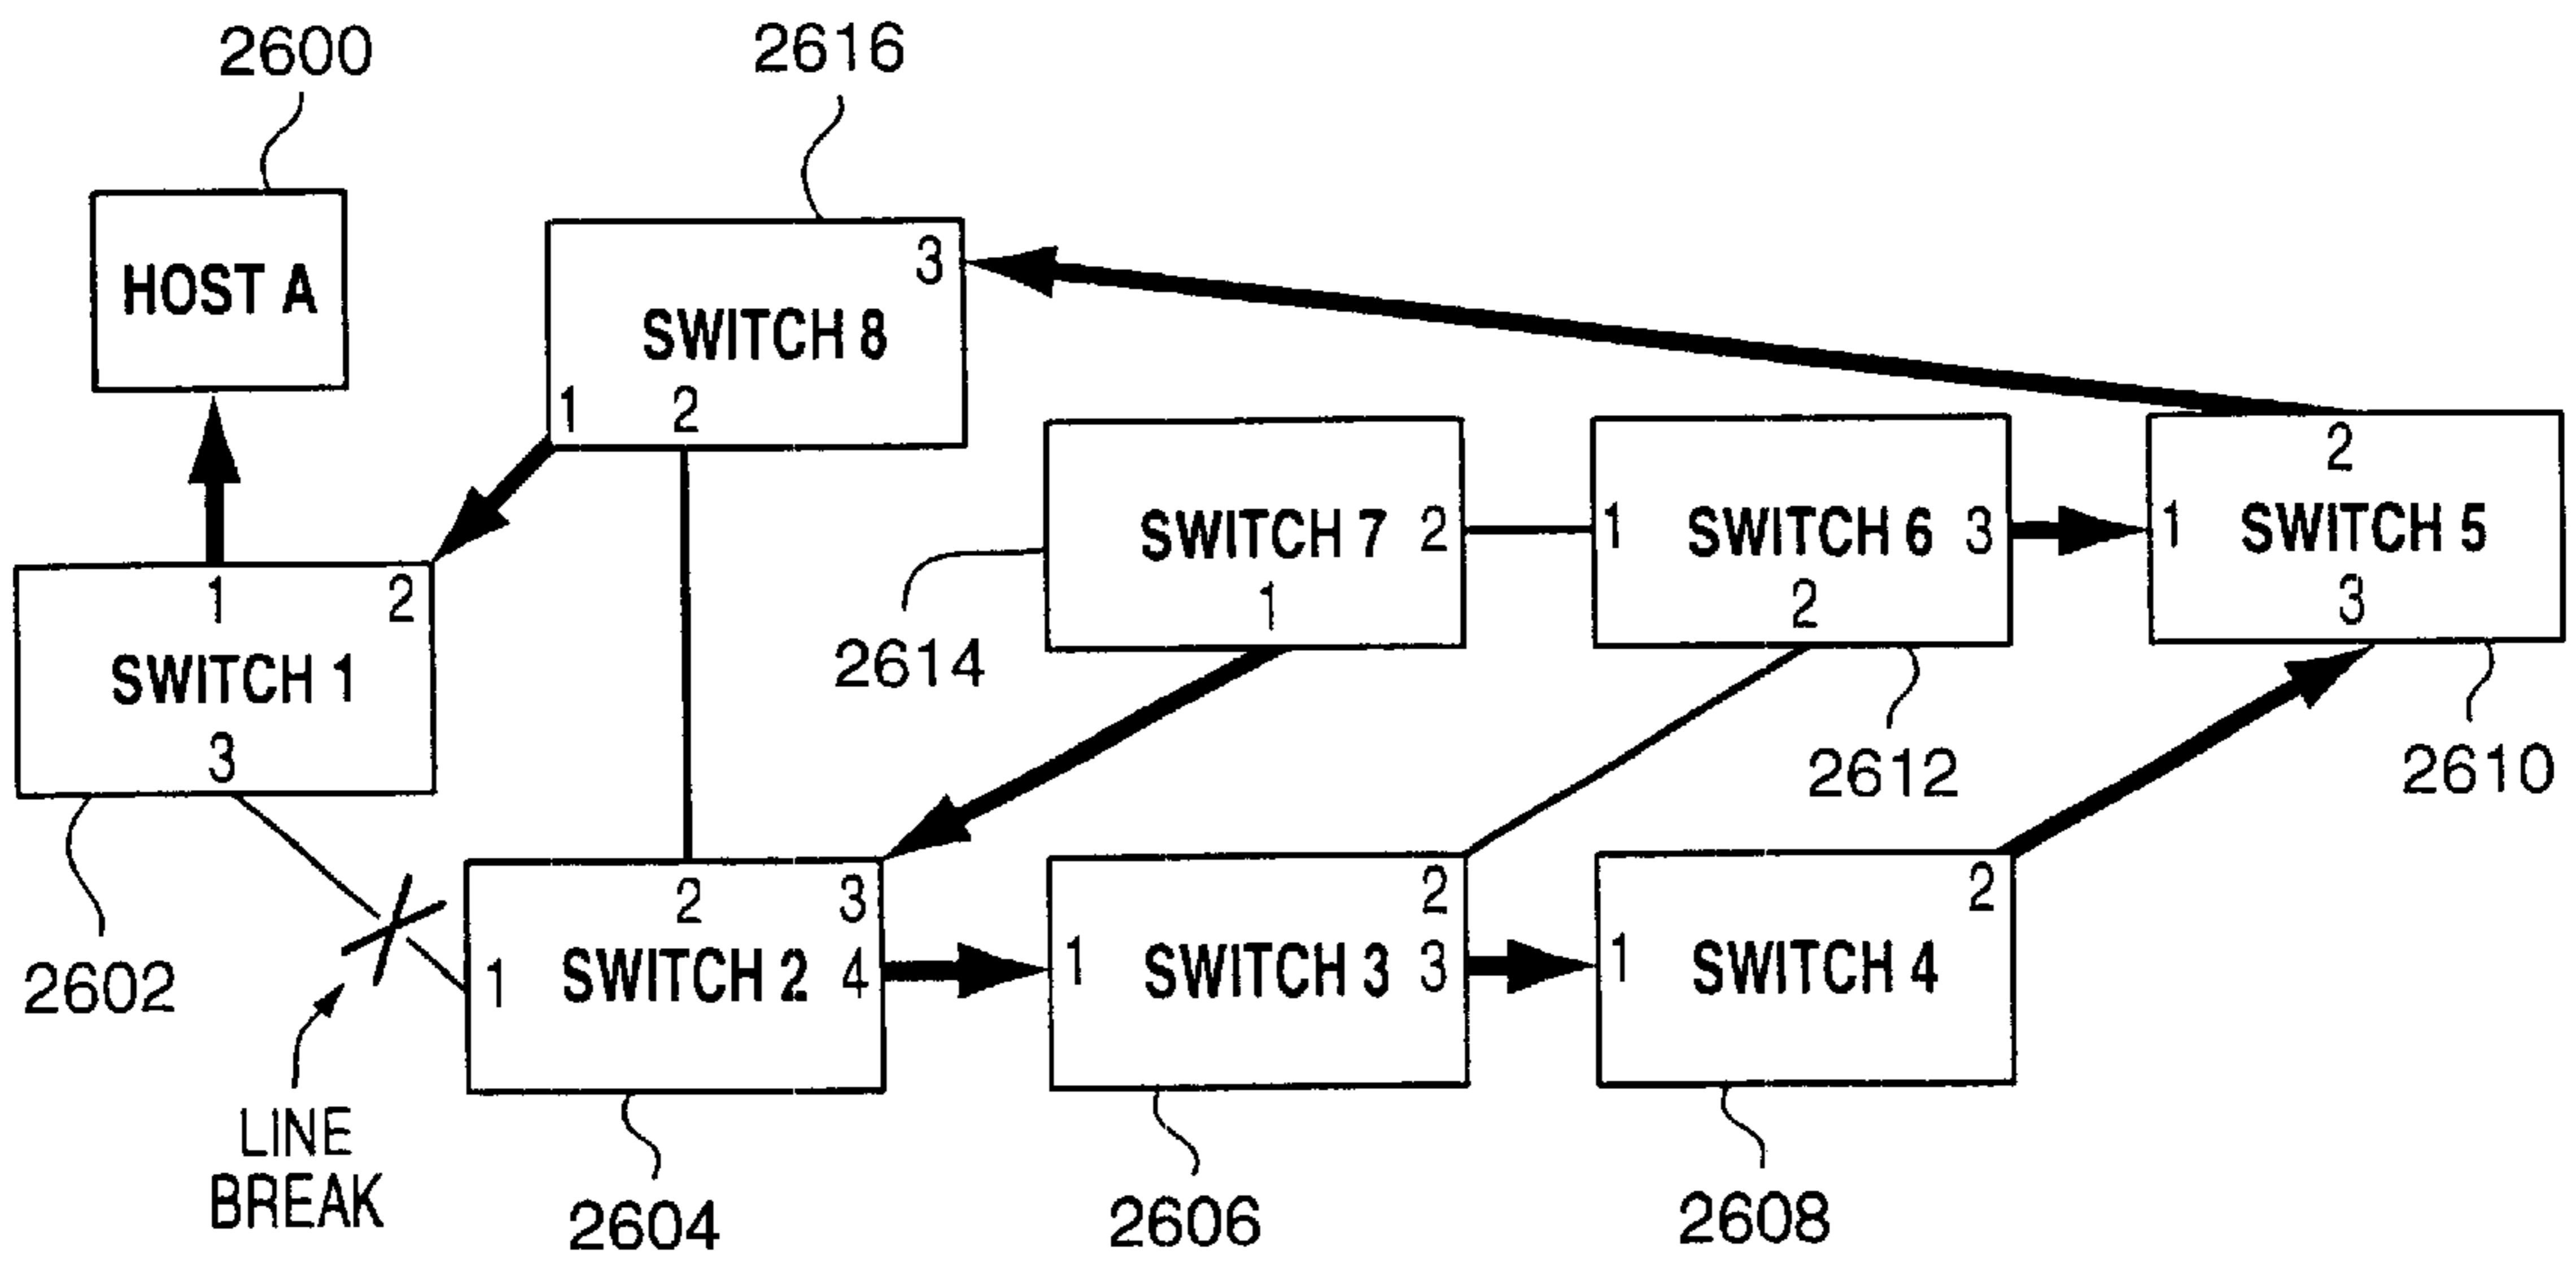 2600
2616
HOST A
3
SWITCH 8
1 2
2
1 SWITCH 7 2
1 SWITCH 6 3
2
1 SWITCH 5
3
1 2
SWITCH 1
3
2614
2612
2610
2 3
1 SWITCH 2 4
2
1 SWITCH 3 3
2
1 SWITCH 4
2602
LINE
BREAK
2604
2606
2608